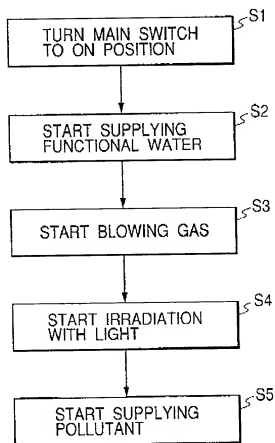 S1
TURN MAIN SWITCH
TO ON POSITION
S2
START SUPPLYING
FUNCTIONAL WATER
S3
START BLOWING GAS
S4
START IRRADIATION
WITH LIGHT
S5
START SUPPLYING
POLLUTANT